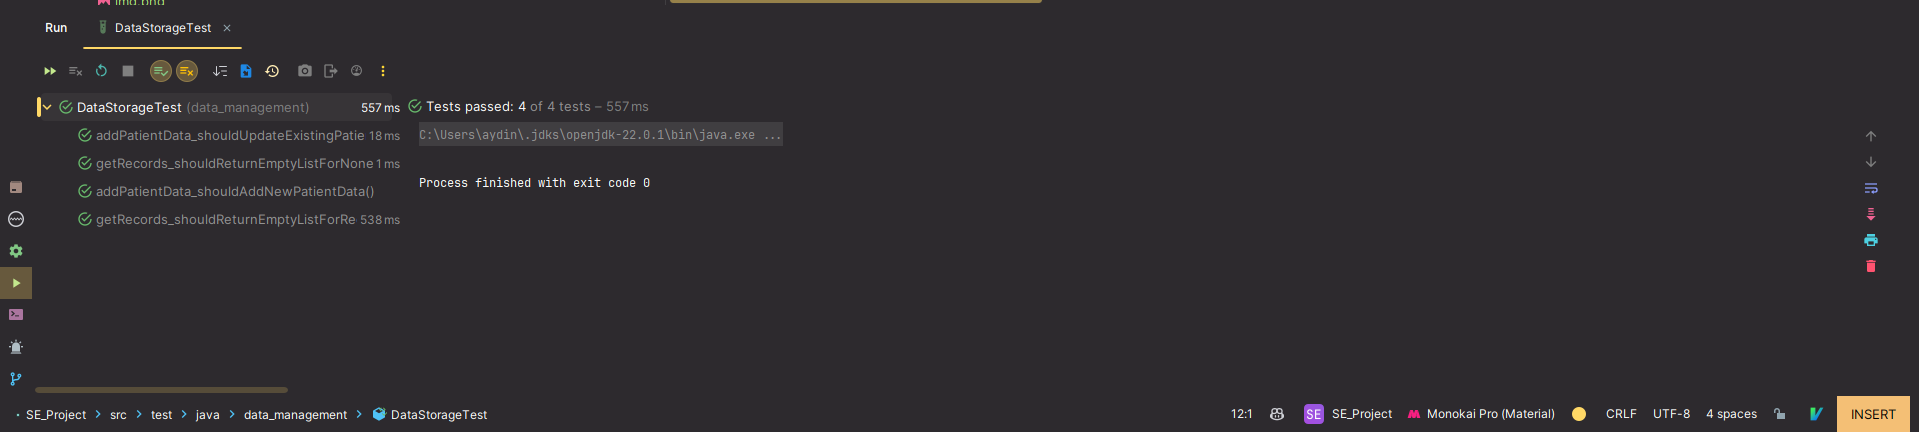 img.png
Run DataStorageTest
DataStorageTest (data_management) 557 ms
Tests passed: 4 of 4 tests – 557 ms
addPatientData_shouldUpdateExistingPatie 18 ms
C:\Users\aydin\.jdks\openjdk-22.0.1\bin\java.exe ...
getRecords_shouldReturnEmptyListForNone 1 ms
Process finished with exit code 0
addPatientData_shouldAddNewPatientData()
getRecords_shouldReturnEmptyListForRe 538 ms
SE_Project > src > test > java > data_management > DataStorageTest
12:1 SE SE_Project Monokai Pro (Material) CRLF UTF-8 4 spaces INSERT